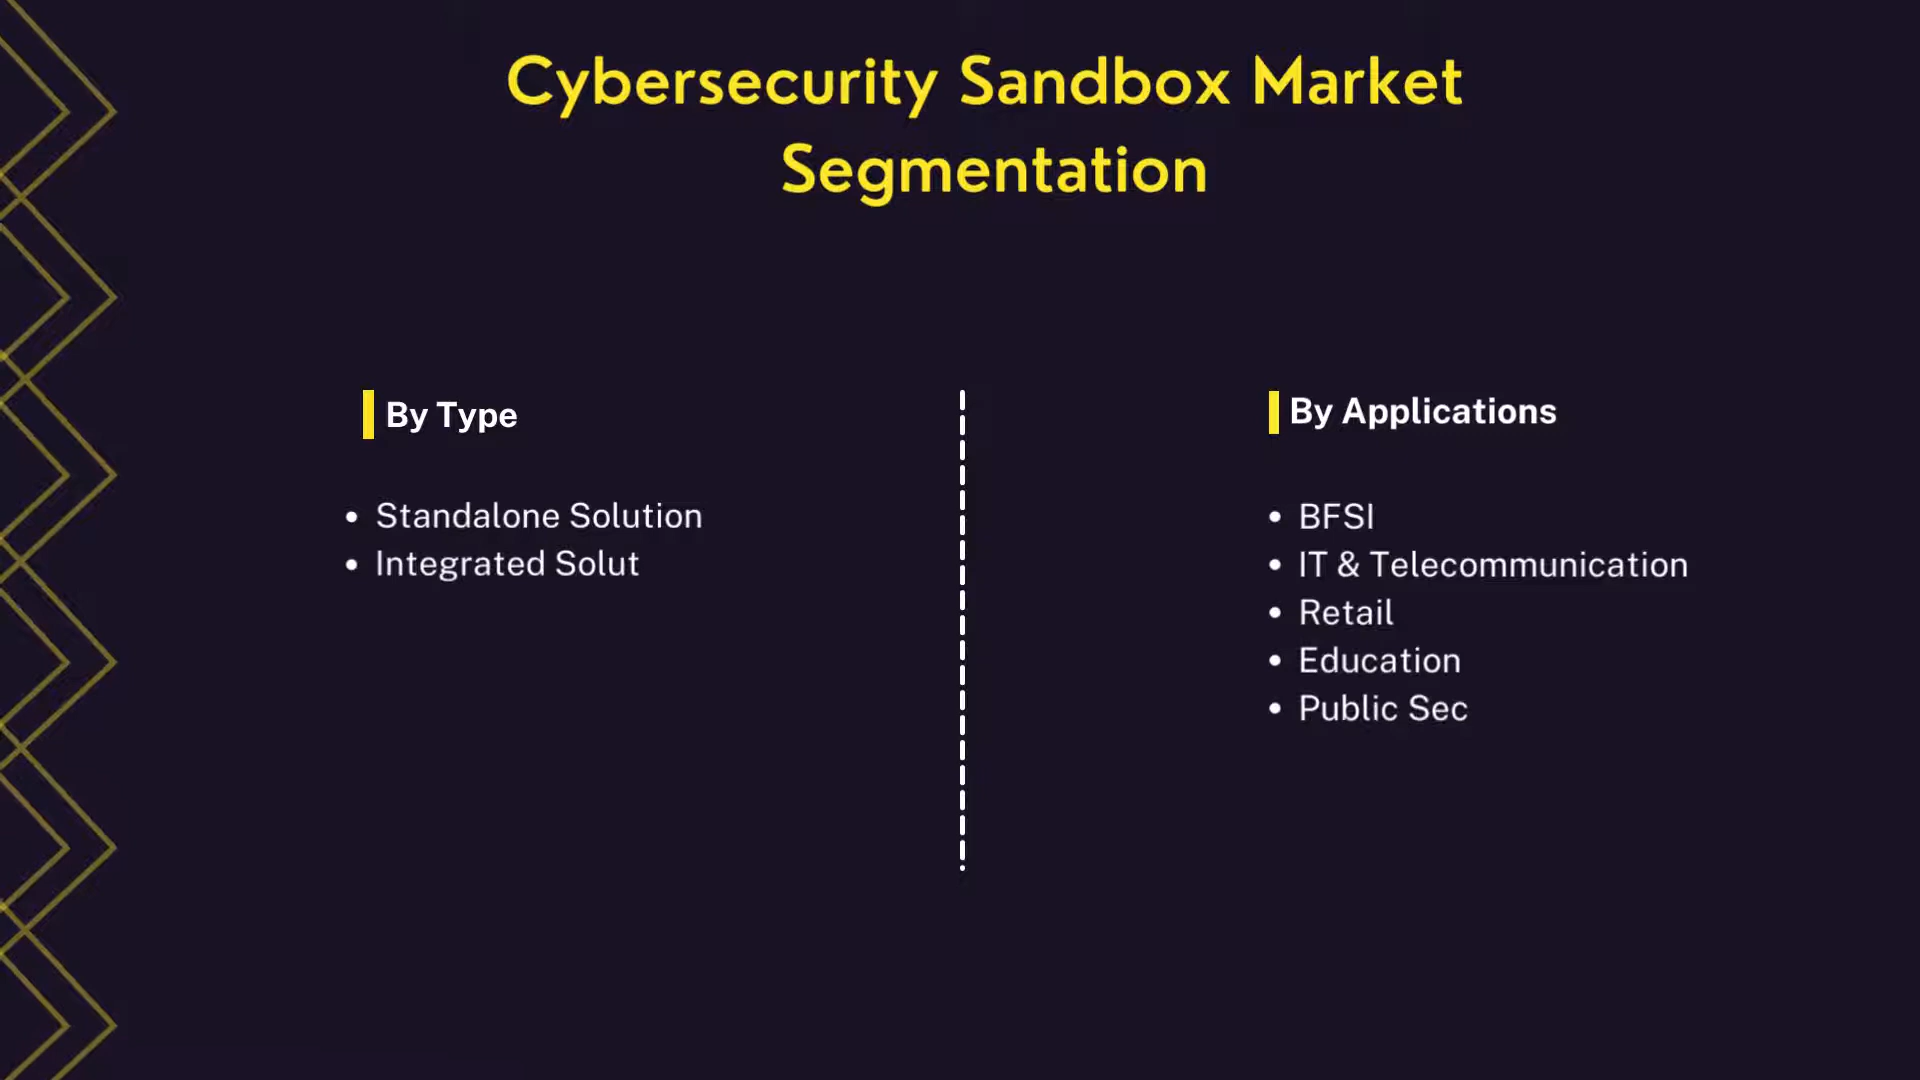 Cybersecurity Sandbox Market
Segmentation
By Type
• Standalone Solution
• Integrated Solut
By Applications
• BFSI
• IT & Telecommunication
• Retail
• Education
• Public Sec